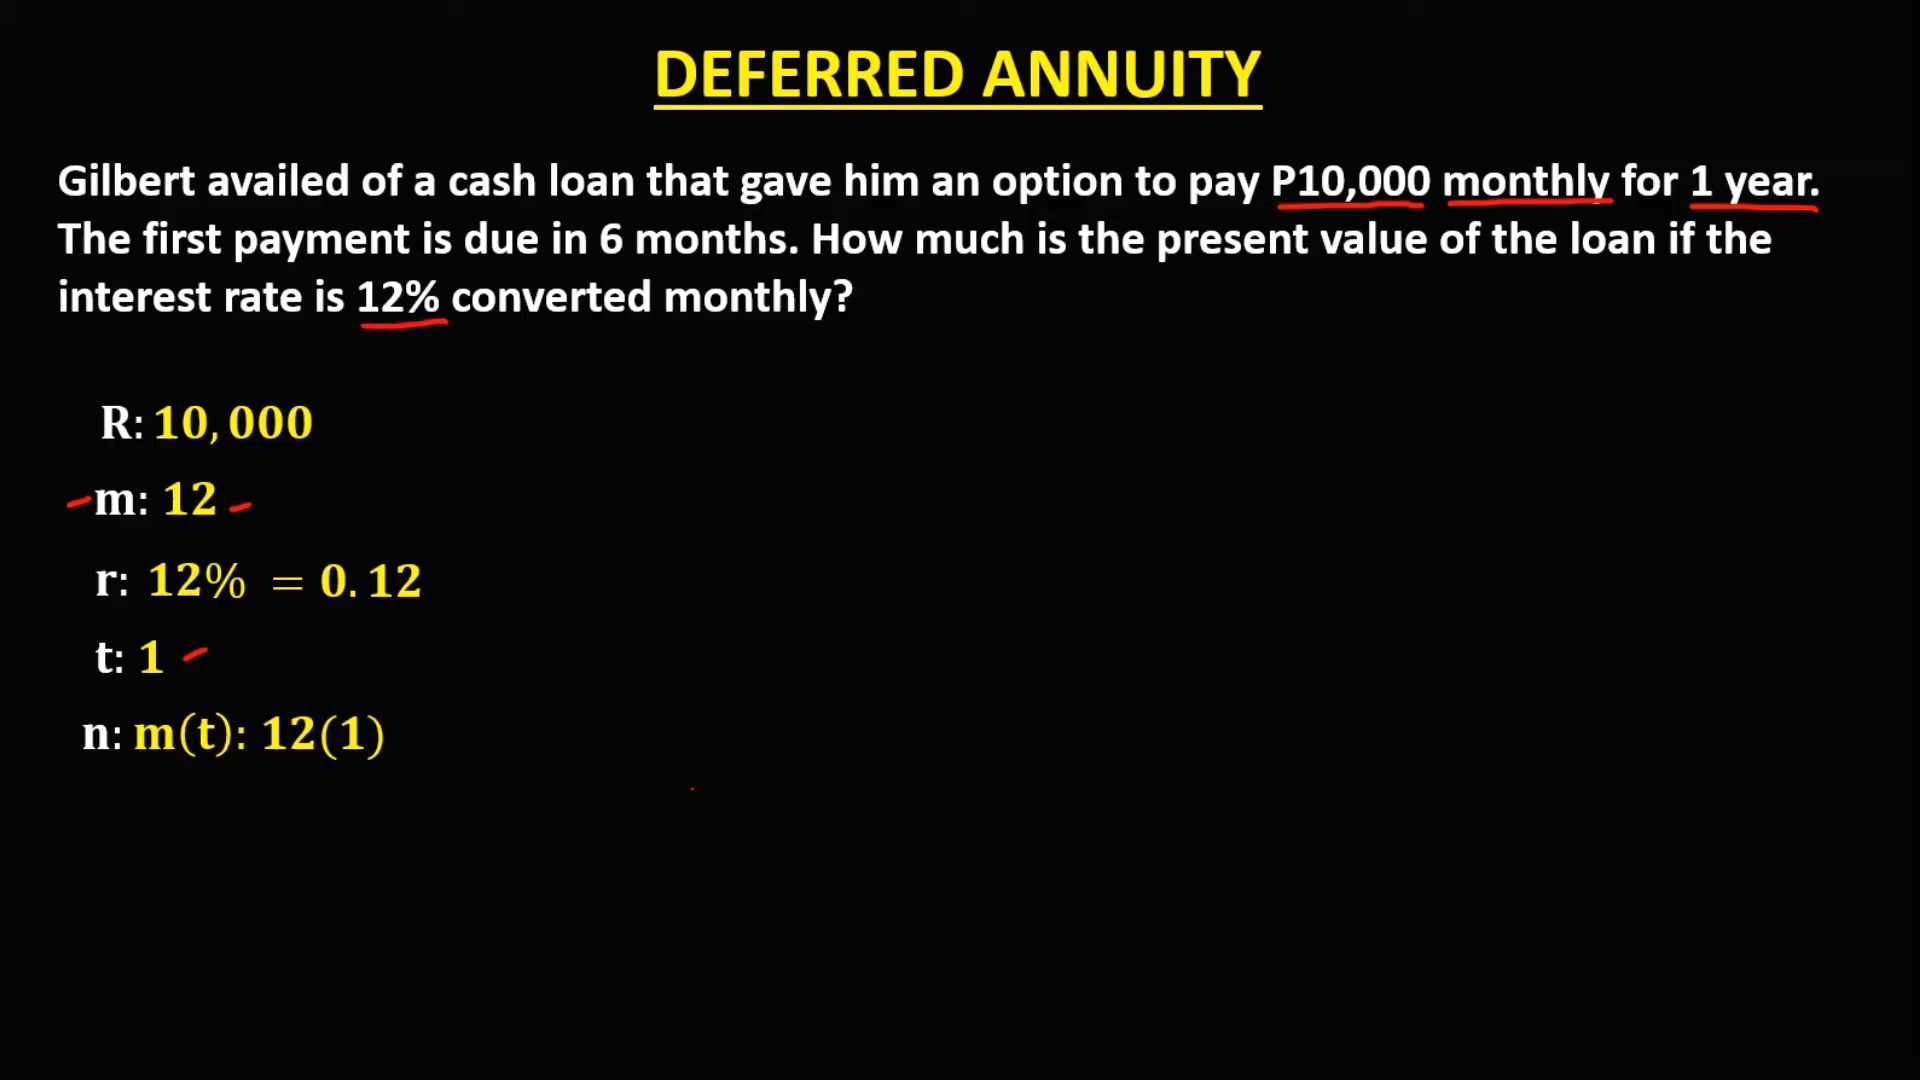 DEFERRED ANNUITY
Gilbert availed of a cash loan that gave him an option to pay P10,000 monthly for 1 year.
The first payment is due in 6 months. How much is the present value of the loan if the
interest rate is 12% converted monthly?
R: 10,000
m: 12
r: 12% = 0.12
t: 1
n: m(t): 12(1)